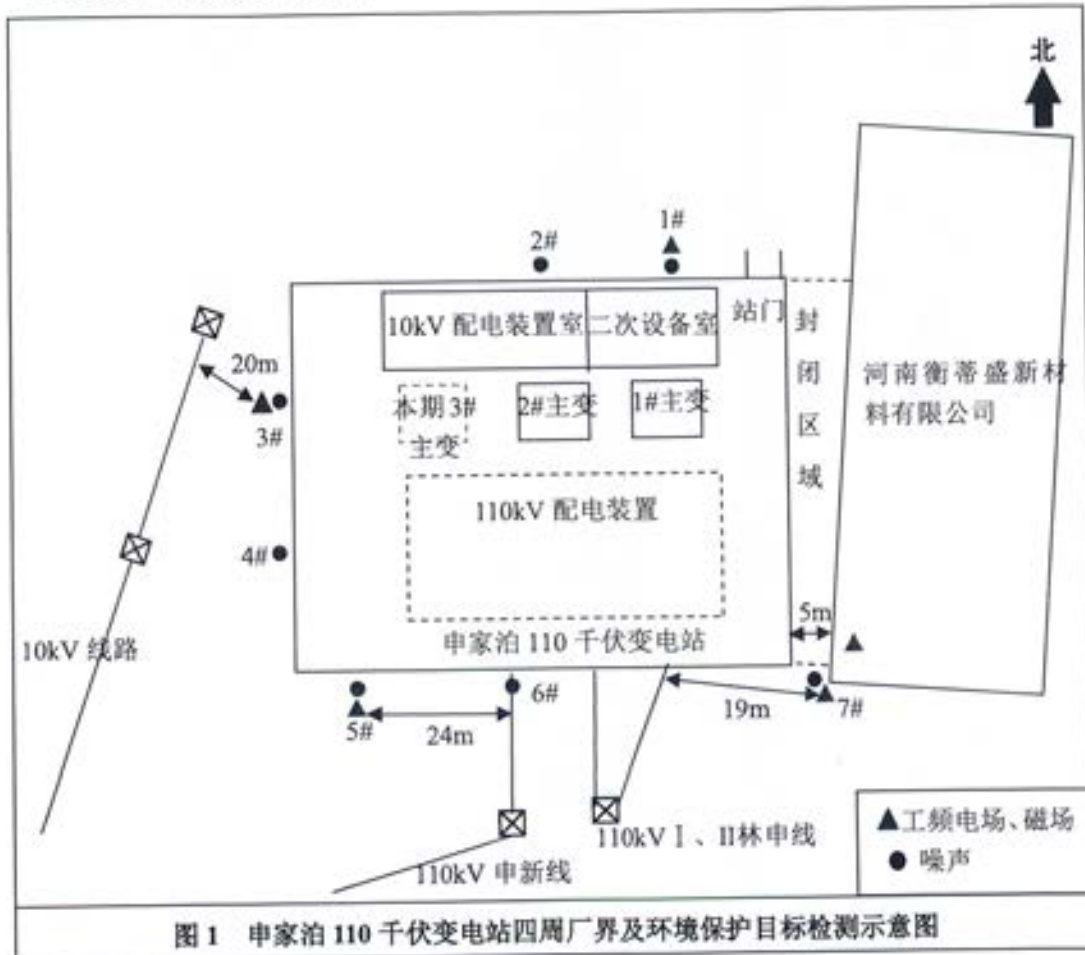 北
1#
2#
10kV 配电装置室
二次设备室
站门
封
闭
区
域
河南衡蒂盛新材
料有限公司
20m
3#
本期3#
主变
2#主变
1#主变
110kV 配电装置
4#
10kV 线路
申家泊 110 千伏变电站
5m
6#
5#
24m
19m
7#
110kV 申新线
110kV Ⅰ、II林申线
▲工频电场、磁场
● 噪声
图 1 申家泊 110 千伏变电站四周厂界及环境保护目标检测示意图